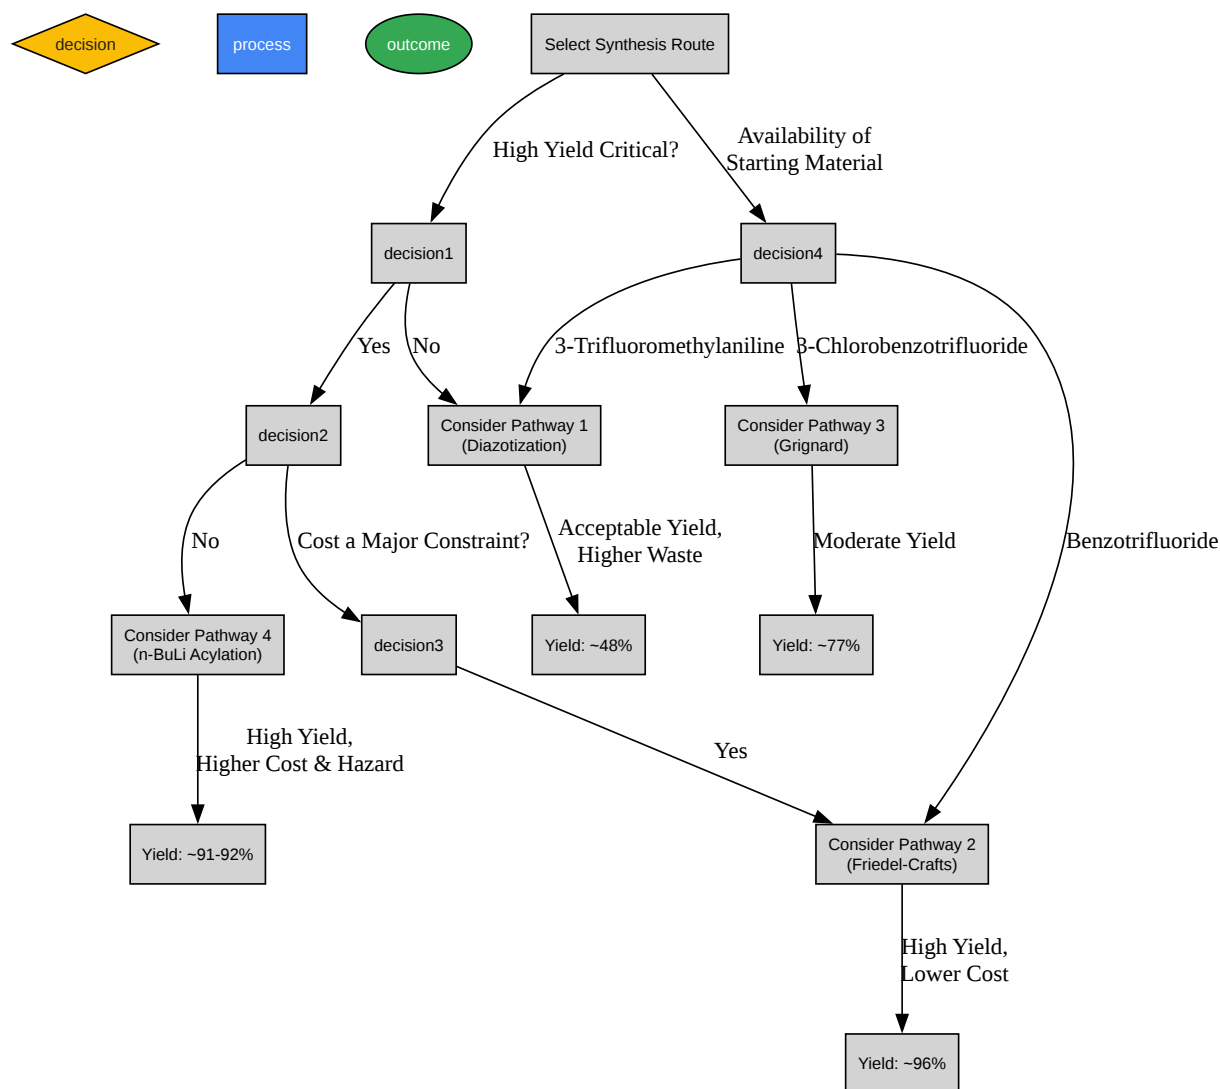 decision
process
outcome
Select Synthesis Route
High Yield Critical?
Availability of
Starting Material
decision1
decision4
Yes
No
3-Trifluoromethylaniline
3-Chlorobenzotrifluoride
decision2
Consider Pathway 1
(Diazotization)
Consider Pathway 3
(Grignard)
No
Cost a Major Constraint?
Acceptable Yield,
Higher Waste
Moderate Yield
Benzotrifluoride
Consider Pathway 4
(n-BuLi Acylation)
decision3
Yield: ~48%
Yield: ~77%
High Yield,
Higher Cost & Hazard
Yes
Yield: ~91-92%
Consider Pathway 2
(Friedel-Crafts)
High Yield,
Lower Cost
Yield: ~96%